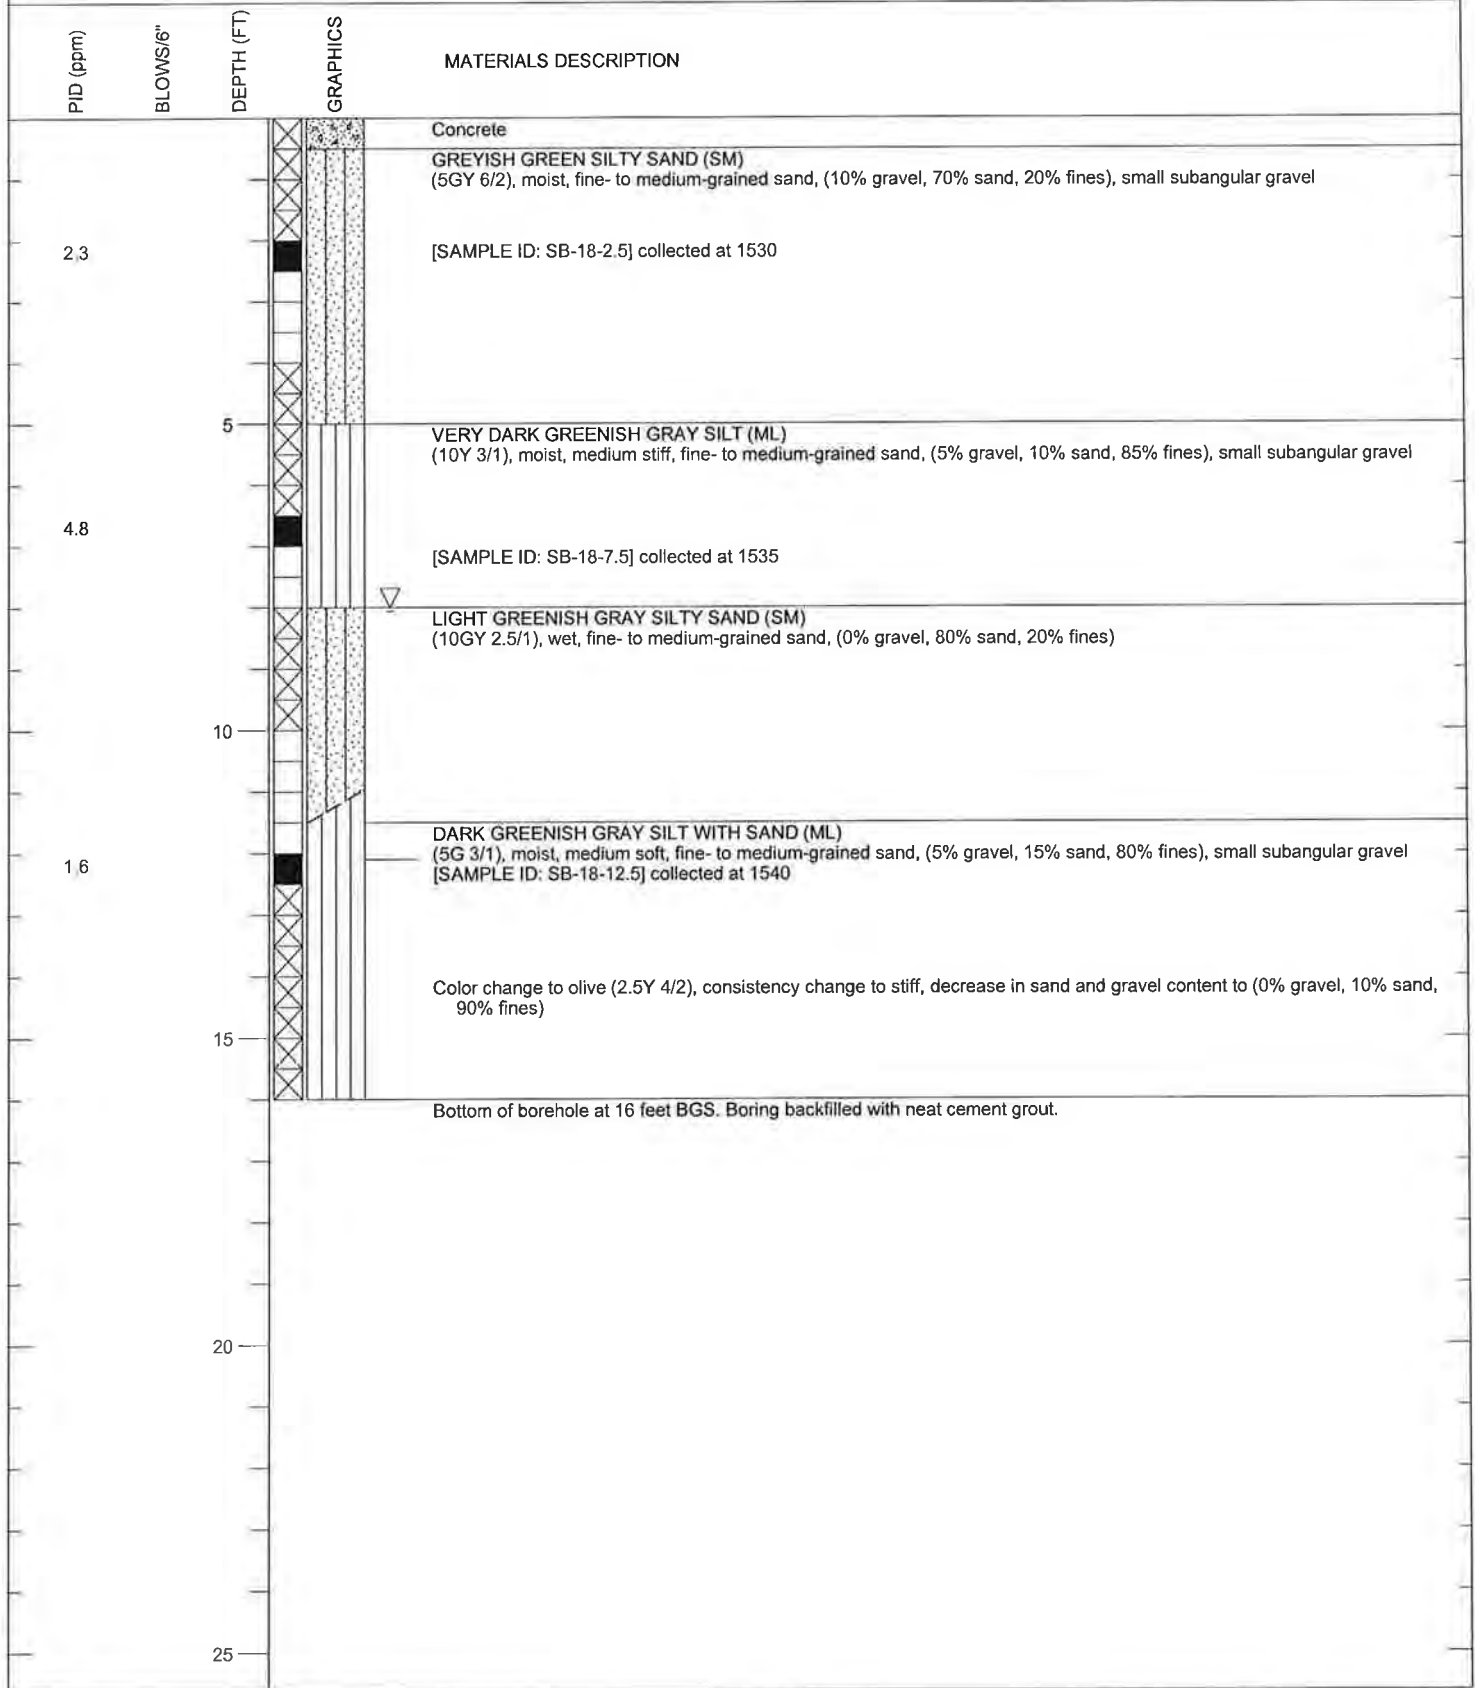 PID (ppm)
BLOWS/6"
DEPTH (FT)
GRAPHICS
MATERIALS DESCRIPTION
Concrete
GREYISH GREEN SILTY SAND (SM)
(5GY 6/2), moist, fine- to medium-grained sand, (10% gravel, 70% sand, 20% fines), small subangular gravel
2.3
[SAMPLE ID: SB-18-2.5] collected at 1530
5
VERY DARK GREENISH GRAY SILT (ML)
(10Y 3/1), moist, medium stiff, fine- to medium-grained sand, (5% gravel, 10% sand, 85% fines), small subangular gravel
4.8
[SAMPLE ID: SB-18-7.5] collected at 1535
LIGHT GREENISH GRAY SILTY SAND (SM)
(10GY 2.5/1), wet, fine- to medium-grained sand, (0% gravel, 80% sand, 20% fines)
10
DARK GREENISH GRAY SILT WITH SAND (ML)
(5G 3/1), moist, medium soft, fine- to medium-grained sand, (5% gravel, 15% sand, 80% fines), small subangular gravel
1.6
[SAMPLE ID: SB-18-12.5] collected at 1540
Color change to olive (2.5Y 4/2), consistency change to stiff, decrease in sand and gravel content to (0% gravel, 10% sand,
90% fines)
15
Bottom of borehole at 16 feet BGS. Boring backfilled with neat cement grout.
20
25